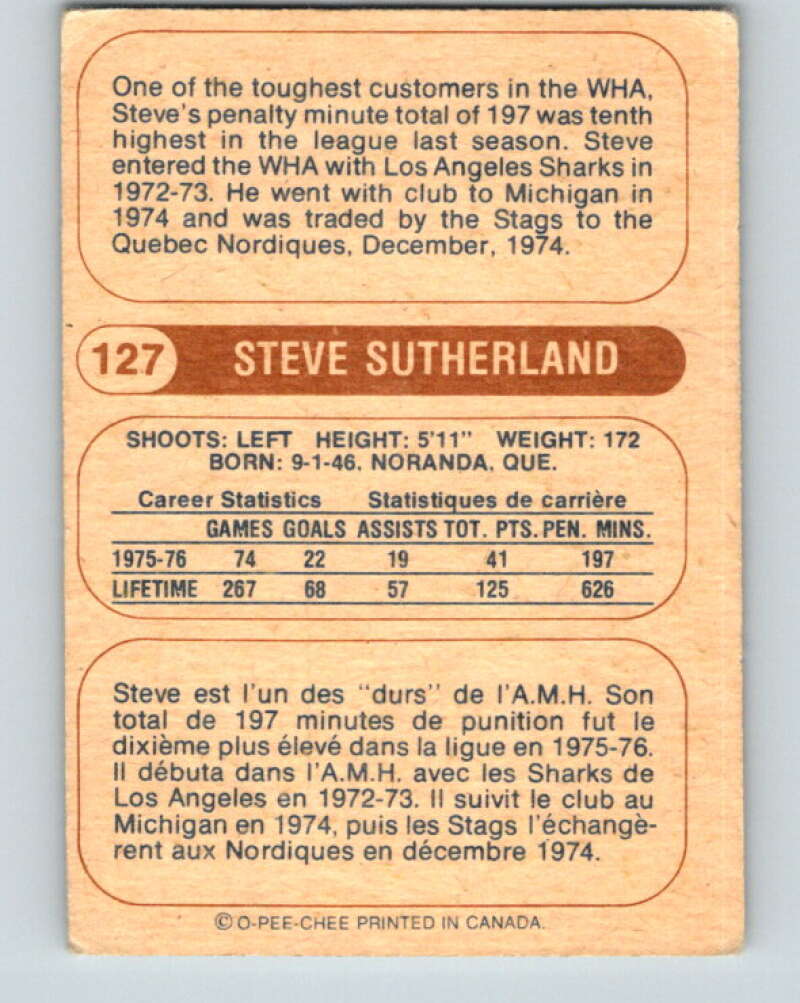 One of the toughest customers in the WHA,
Steve's penalty minute total of 197 was tenth
highest in the league last season. Steve
entered the WHA with Los Angeles Sharks in
1972-73. He went with club to Michigan in
1974 and was traded by the Stags to the
Quebec Nordiques, December, 1974.
127 STEVE SUTHERLAND
SHOOTS: LEFT HEIGHT: 5'11" WEIGHT: 172
BORN: 9-1-46, NORANDA, QUE.
Career Statistics Statistiques de carrière
GAMES GOALS ASSISTS TOT. PTS. PEN. MINS.
1975-76 74 22 19 41 197
LIFETIME 267 68 57 125 626
Steve est l'un des "durs" de l'A.M.H. Son
total de 197 minutes de punition fut le
dixième plus élevé dans la ligue en 1975-76.
Il débuta dans l'A.M.H. avec les Sharks de
Los Angeles en 1972-73. Il suivit le club au
Michigan en 1974, puis les Stags l'échangè-
rent aux Nordiques en décembre 1974.
© O-PEE-CHEE PRINTED IN CANADA.